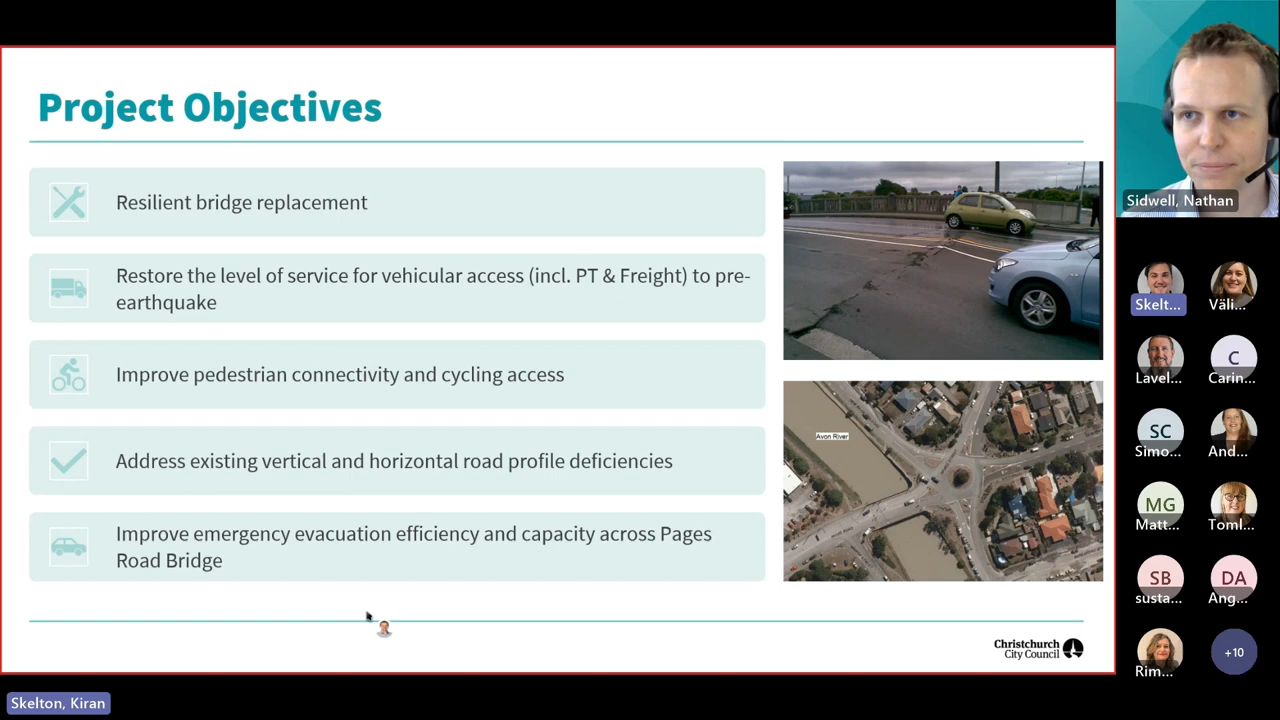 Project Objectives
Resilient bridge replacement
Restore the level of service for vehicular access (incl. PT & Freight) to pre-
earthquake
Improve pedestrian connectivity and cycling access
Address existing vertical and horizontal road profile deficiencies
Improve emergency evacuation efficiency and capacity across Pages
Road Bridge
Avon River
Christchurch
City Council
Skelton, Kiran
Sidwell, Nathan
Skelt...
Väli...
Lavel...
C
Carin...
SC
Simo...
And...
MG
Matt...
Toml...
SB
susta...
DA
Ang...
Rim...
+10